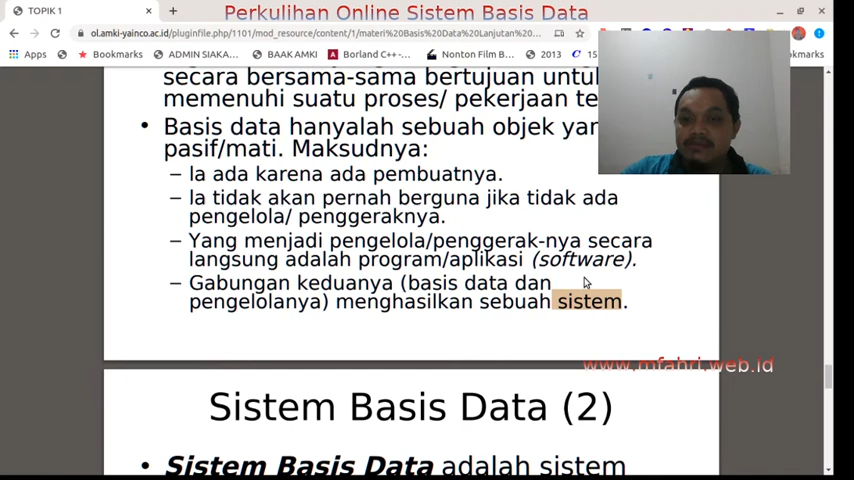 Perkulihan Online Sistem Basis Data
TOPIK 1
ol.amki-yainco.ac.id/pluginfile.php/1101/mod_resource/content/1/materi%20Basis%20Data%20Lanjutan%20...
Apps Bookmarks ADMIN SIAKA... BAAK AMKI Borland C++-... Nonton Film B... 2013 15
secara bersama-sama bertujuan untuk
memenuhi suatu proses/ pekerjaan te
• Basis data hanyalah sebuah objek yan
pasif/mati. Maksudnya:
– Ia ada karena ada pembuatnya.
– Ia tidak akan pernah berguna jika tidak ada
pengelola/ penggeraknya.
– Yang menjadi pengelola/penggerak-nya secara
langsung adalah program/aplikasi (software).
– Gabungan keduanya (basis data dan
pengelolanya) menghasilkan sebuah sistem.
www.mfahri.web.id
Sistem Basis Data (2)
• Sistem Basis Data adalah sistem